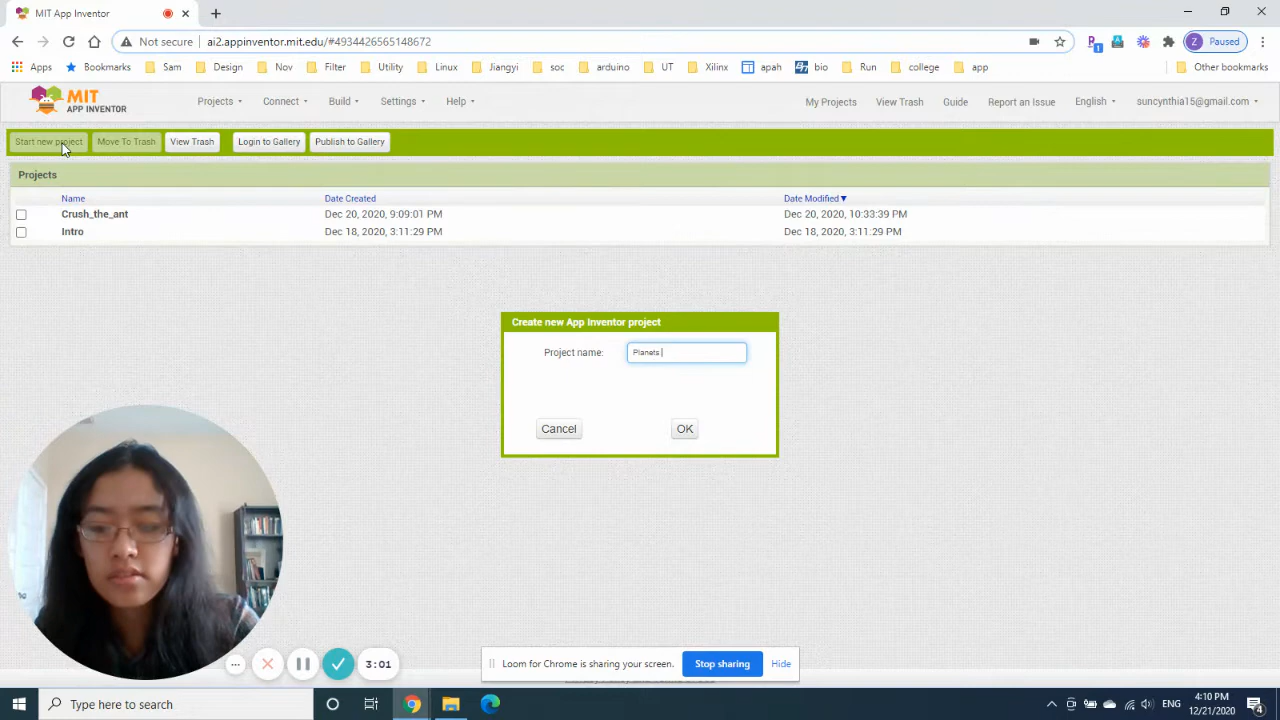 MIT App Inventor
Not secure ai2.appinventor.mit.edu/#4934426565148672
Z Paused
Apps Bookmarks Sam Design Nov Filter Utility Linux Jiangyi soc arduino UT Xilinx apah bio Run college app Other bookmarks
MIT
APP INVENTOR
Projects Connect Build Settings Help My Projects View Trash Guide Report an Issue English suncynthia15@gmail.com
Start new project Move To Trash View Trash Login to Gallery Publish to Gallery
Projects
Name Date Created Date Modified
Crush_the_ant Dec 20, 2020, 9:09:01 PM Dec 20, 2020, 10:33:39 PM
Intro Dec 18, 2020, 3:11:29 PM Dec 18, 2020, 3:11:29 PM
Create new App Inventor project
Project name: Planets
Cancel OK
3:01
Loom for Chrome is sharing your screen. Stop sharing Hide
Type here to search
ENG
4:10 PM
12/21/2020
4